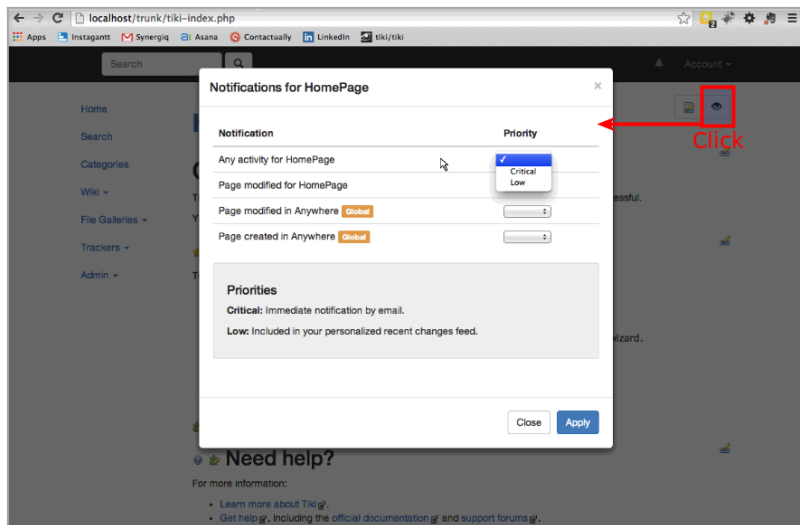 localhost/trunk/tiki-index.php
Apps Instagantt Synergiq Asana Contactually LinkedIn tiki/tiki
Search Account
Notifications for HomePage ×
Home
Search
Categories
Wiki
File Galleries
Trackers
Admin
Click
Notification Priority
Any activity for HomePage
Critical
Low
Page modified for HomePage
Page modified in Anywhere Global
Page created in Anywhere Global
essful.
Priorities
Critical: Immediate notification by email.
Low: Included in your personalized recent changes feed.
vizard.
Close Apply
Need help?
For more information:
Learn more about Tiki.
Get help, including the official documentation and support forums.